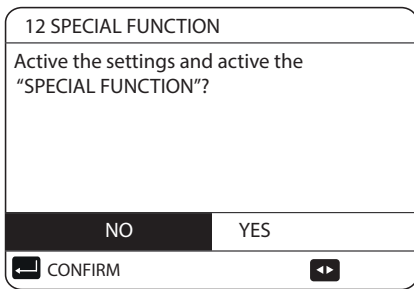 12 SPECIAL FUNCTION
Active the settings and active the
“SPECIAL FUNCTION”?
NO YES
CONFIRM